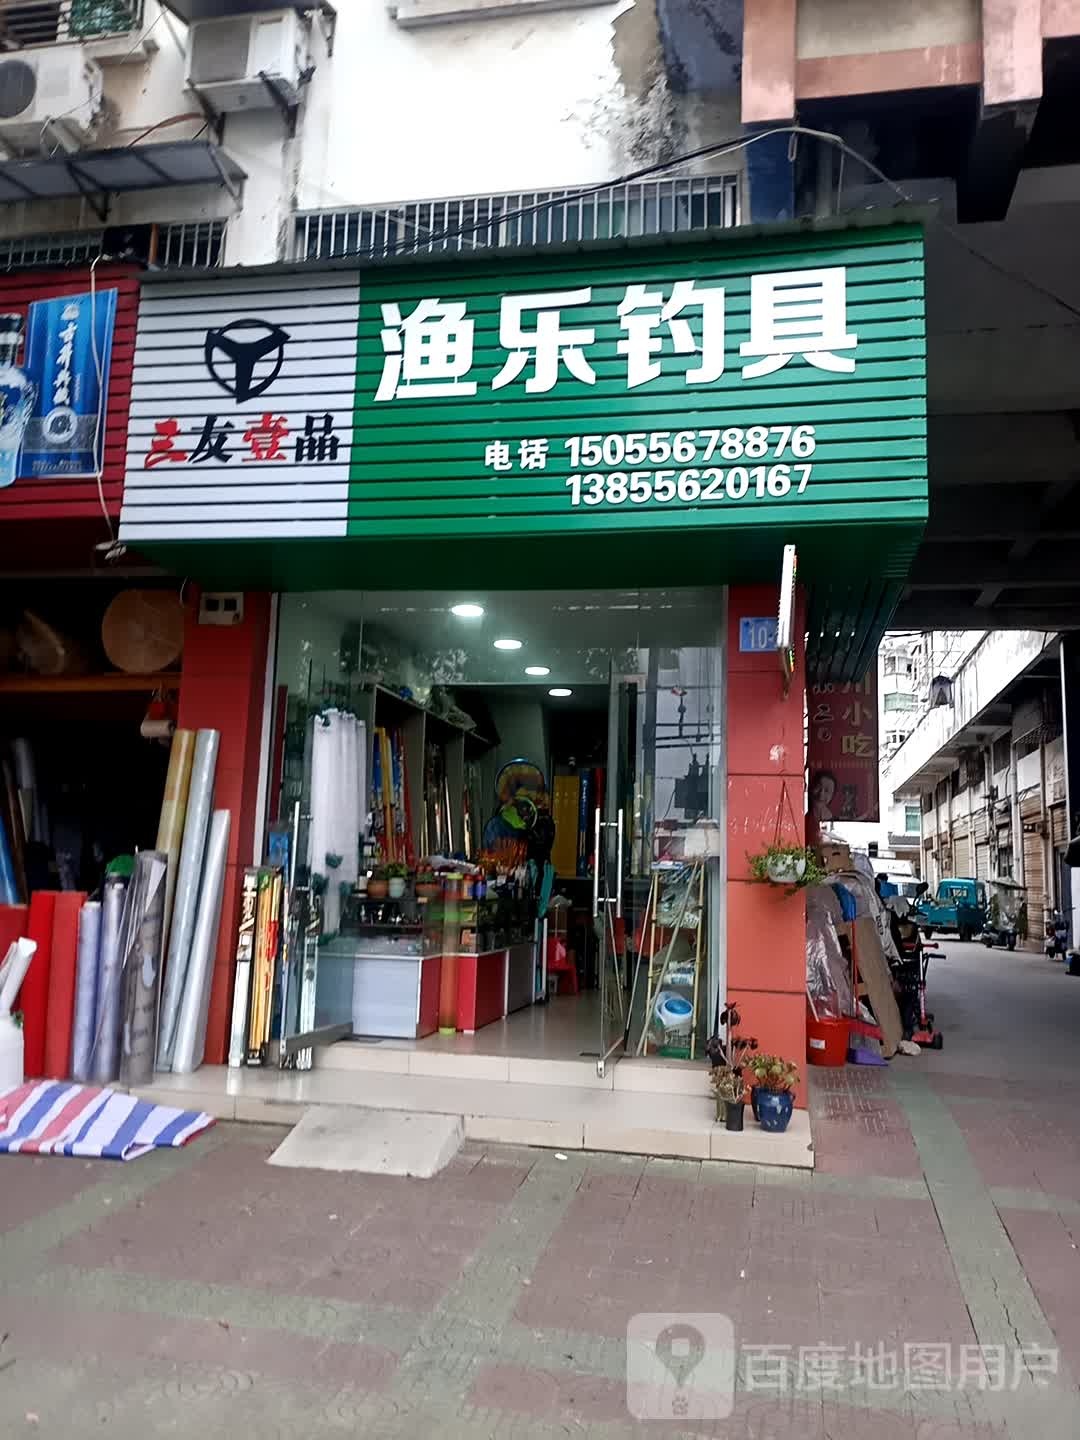 渔乐钓具
三友壹品
电话 15055678876
13855620167
10-
川小吃
百度地图用户